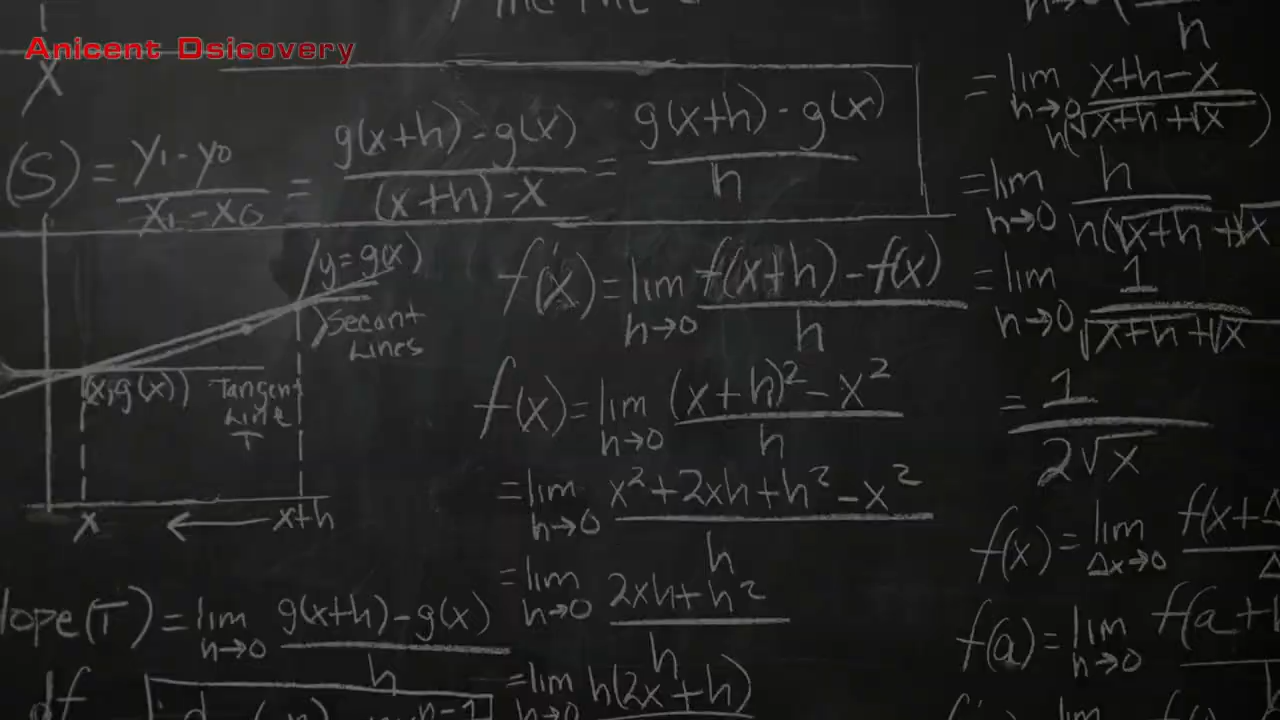 Anicent Dsicovery
X
(S) = y₁ - y₀ / x₁ - x₀ = g(x+h) - g(x) / (x+h) - x = g(x+h) - g(x) / h
y = g(x)
Secant
Lines
(x, g(x))
Tangent
Line
T
x ← x+h
lope(T) = lim h→0 g(x+h) - g(x) / h
df
f'(x) = lim h→0 f(x+h) - f(x) / h
f(x) = lim h→0 (x+h)² - x² / h
= lim h→0 x² + 2xh + h² - x² / h
= lim h→0 2xh + h² / h
= lim h→0 h(2x+h)
h→0
h
= lim h→0 x+h-x / h(√x+h + √x)
= lim h→0 h / h(√x+h + √x
= lim h→0 1 / √x+h + √x
= 1 / 2√x
f(x) = lim Δx→0 f(x+
f(a) = lim h→0 f(a+h